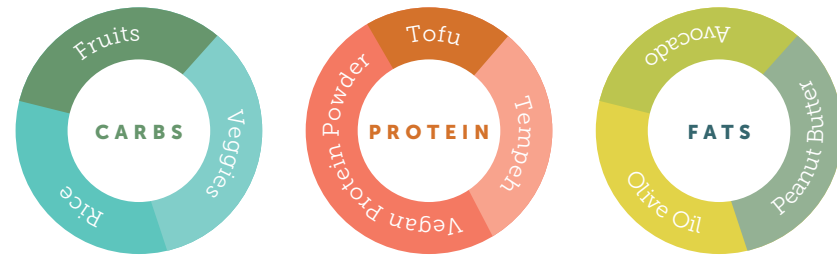 Fruits
Veggies
Rice
CARBS
Tofu
Tempeh
Vegan Protein Powder
PROTEIN
Avocado
Peanut Butter
Olive Oil
FATS